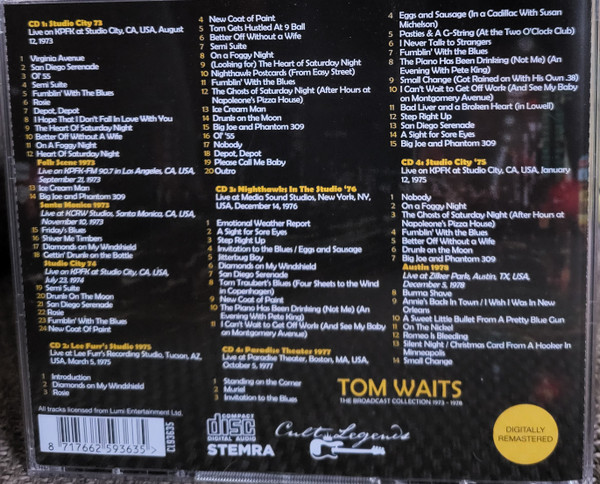 CD 1: Studio City 73
Live on KPFK at Studio City, CA, USA, August
12, 1973
1 Virginia Avenue
2 San Diego Serenade
3 Ol' 55
4 Semi Suite
5 Fumblin' With The Blues
6 Rosie
7 Depot, Depot
8 I Hope That I Don't Fall In Love With You
9 The Heart Of Saturday Night
10 Better Off Without A Wife
11 On A Foggy Night
12 Heart Of Saturday Night
Folk Scene 1973
Live on KPFK-FM 90.7 in Los Angeles, CA, USA,
September 21, 1973
13 Ice Cream Man
14 Big Joe and Phantom 309
Santa Monica 1973
Live at KCRW Studios, Santa Monica, CA, USA,
November 10, 1973
15 Friday's Blues
16 Shiver Me Timbers
17 Diamonds on My Windshield
18 Gettin' Drunk on the Bottle
Studio City 74
Live on KPFK at Studio City, CA, USA,
July 23, 1974
19 Semi Suite
20 Drunk On The Moon
21 San Diego Serenade
22 Rosie
23 Fumblin' With The Blues
24 New Coat Of Paint
CD 2: Lee Furr's Studio 1975
Live at Lee Furr's Recording Studio, Tucson, AZ,
USA, March 5, 1975
1 Introduction
2 Diamonds on My Windshield
3 Rosie
4 New Coat of Paint
5 Tom Gets Hustled At 9 Ball
6 Better Off Without a Wife
7 Semi Suite
8 On a Foggy Night
9 (Looking for) The Heart of Saturday Night
10 Nighthawk Postcards (From Easy Street)
11 Fumblin' With the Blues
12 The Ghosts of Saturday Night (After Hours at
Napoleone's Pizza House)
13 Ice Cream Man
14 Drunk on the Moon
15 Big Joe and Phantom 309
16 Ol' 55
17 Nobody
18 Depot, Depot
19 Please Call Me Baby
20 Outro
CD 3: Nighthawks In The Studio '76
Live at Media Sound Studios, New York, NY,
USA, December 14, 1976
1 Emotional Weather Report
2 A Sight for Sore Eyes
3 Step Right Up
4 Invitation to the Blues / Eggs and Sausage
5 Jitterbug Boy
6 Diamonds on My Windshield
7 San Diego Serenade
8 Tom Traubert's Blues (Four Sheets to the Wind
in Copenhagen)
9 New Coat of Paint
10 The Piano Has Been Drinking (Not Me) (An
Evening With Pete King)
11 I Can't Wait to Get Off Work (And See My Baby
on Montgomery Avenue)
CD 4: Paradise Theater 1977
Live at Paradise Theater, Boston, MA, USA,
October 5, 1977
1 Standing on the Corner
2 Muriel
3 Invitation to the Blues
4 Eggs and Sausage (In a Cadillac With Susan
Michelson)
5 Pasties & A G-String (At the Two O'Clock Club)
6 I Never Talk to Strangers
7 Fumblin' With the Blues
8 The Piano Has Been Drinking (Not Me) (An
Evening With Pete King)
9 Small Change (Got Rained on With His Own .38)
10 I Can't Wait to Get Off Work (And See My Baby
on Montgomery Avenue)
11 Bad Liver and a Broken Heart (in Lowell)
12 Step Right Up
13 San Diego Serenade
14 A Sight for Sore Eyes
15 Big Joe and Phantom 309
CD 4: Studio City '75
Live on KPFK at Studio City, CA, USA, January
12, 1975
1 Nobody
2 On a Foggy Night
3 The Ghosts of Saturday Night (After Hours at
Napoleone's Pizza House)
4 Fumblin' With the Blues
5 Better Off Without a Wife
6 Drunk on the Moon
7 Big Joe and Phantom 309
Austin 1978
Live at Zilker Park, Austin, TX, USA,
December 5, 1978
8 Burma Shave
9 Annie's Back In Town / I Wish I Was In New
Orleans
10 A Sweet Little Bullet From A Pretty Blue Gun
11 On The Nickel
12 Romeo Is Bleeding
13 Silent Night / Christmas Card From A Hooker In
Minneapolis
14 Small Change
TOM WAITS
THE BROADCAST COLLECTION 1973 - 1978
All tracks licensed from Lumi Entertainment Ltd.
8 717662 593635 >
CL93635
COMPACT
disc
DIGITAL AUDIO
STEMRA
Cult Legends
DIGITALLY
REMASTERED